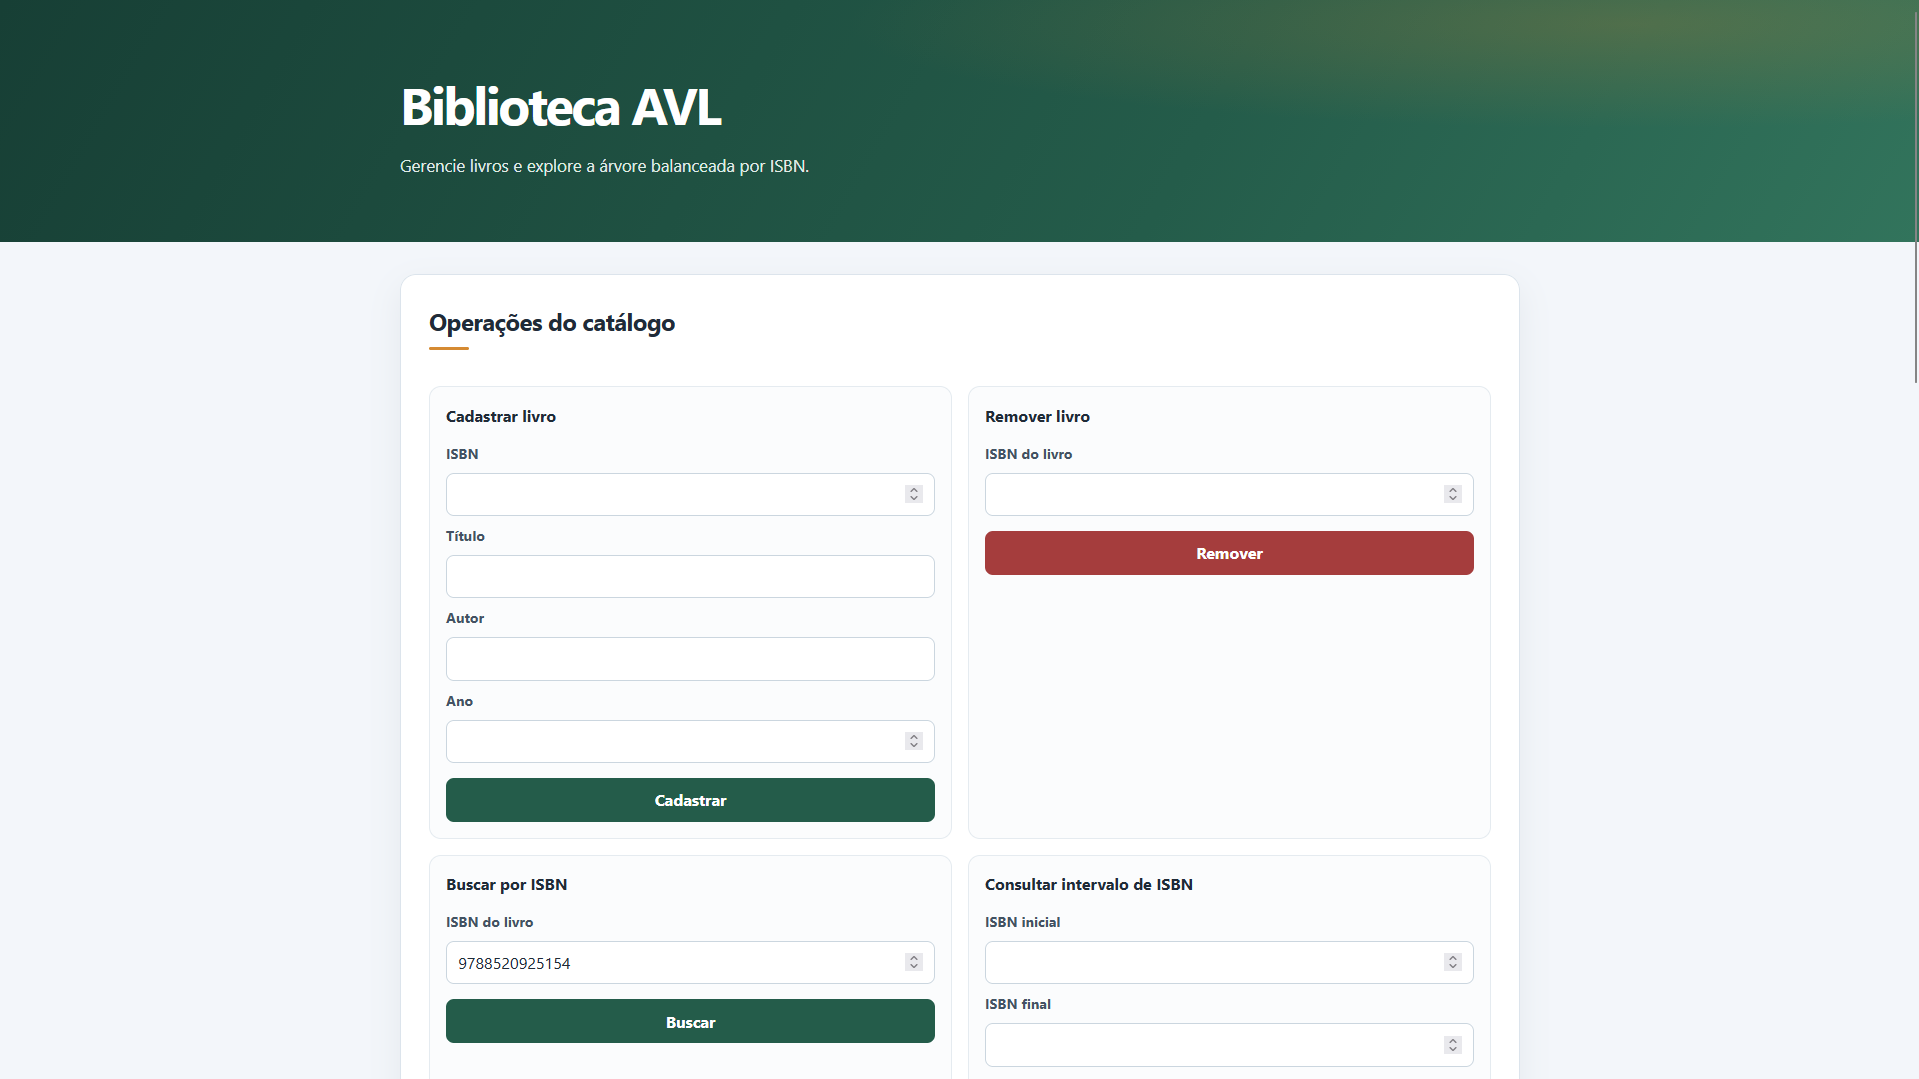 Biblioteca AVL
Gerencie livros e explore a árvore balanceada por ISBN.
Operações do catálogo
Cadastrar livro
ISBN
Título
Autor
Ano
Cadastrar
Remover livro
ISBN do livro
Remover
Buscar por ISBN
ISBN do livro
9788520925154
Buscar
Consultar intervalo de ISBN
ISBN inicial
ISBN final